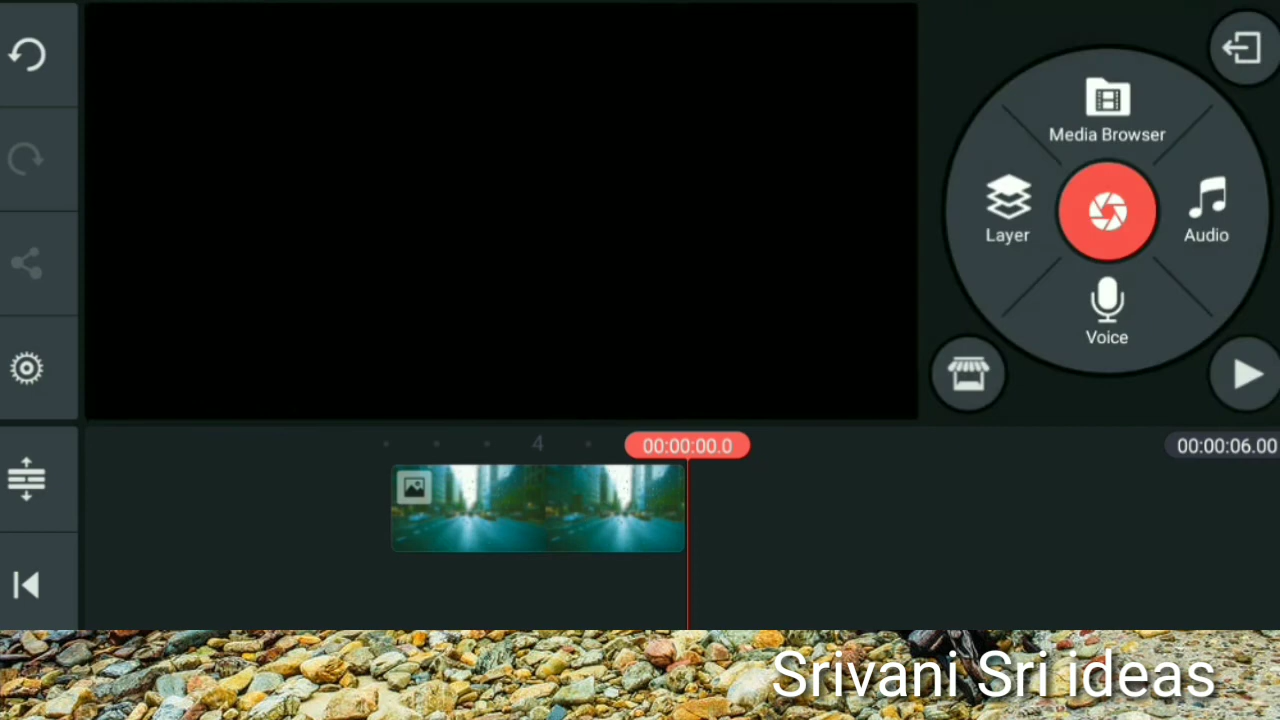 Media Browser
Layer
Audio
Voice
4
00:00:00.0
00:00:06.00
Srivani Sri ideas